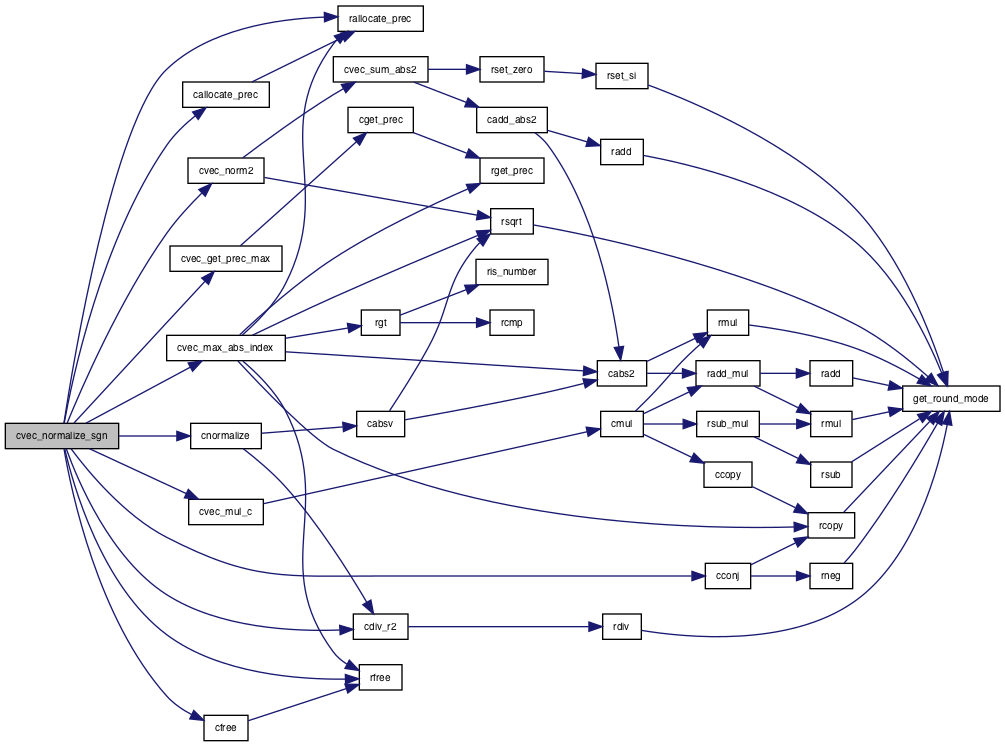 rallocate_prec
cvec_sum_abs2
rset_zero
rset_si
callocate_prec
cget_prec
cadd_abs2
radd
cvec_norm2
rget_prec
rsqrt
cvec_get_prec_max
ris_number
rgt
rcmp
rmul
cvec_max_abs_index
cabs2
radd_mul
radd
get_round_mode
cvec_normalize_sgn
cnormalize
cabsv
cmul
rsub_mul
rmul
ccopy
rsub
cvec_mul_c
rcopy
cconj
rneg
cdiv_r2
rdiv
rfree
cfree